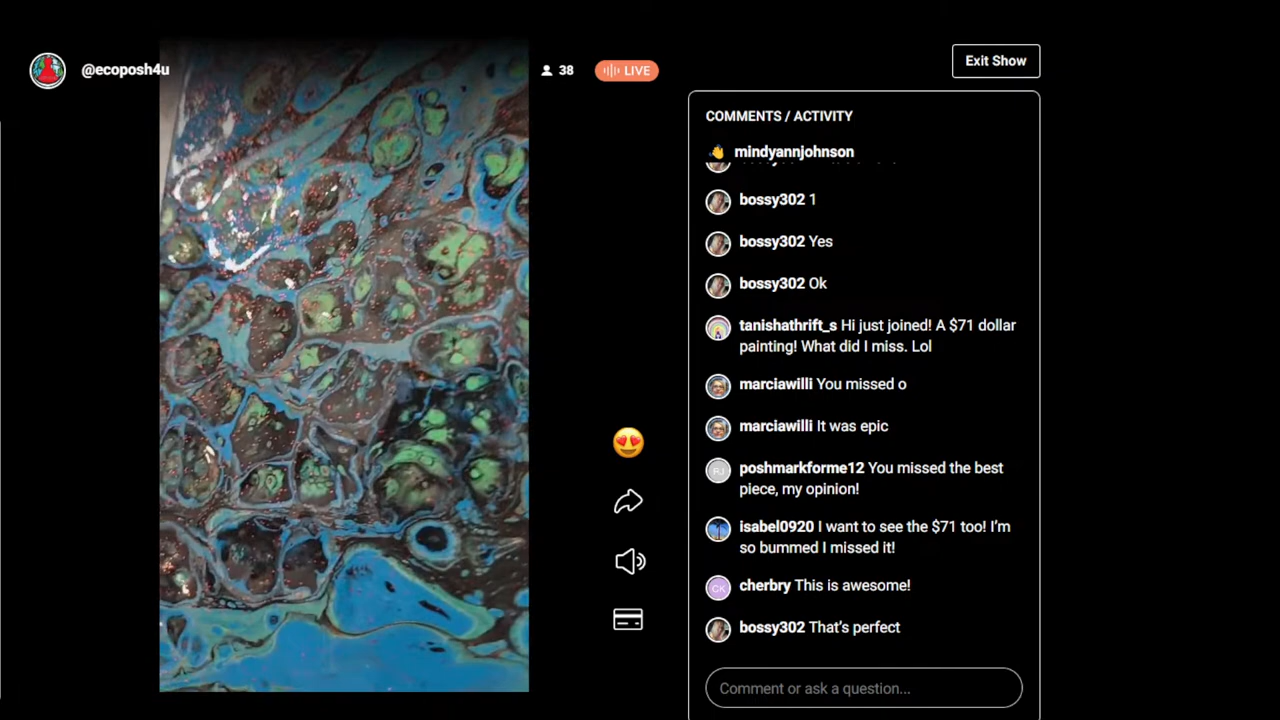 @ecoposh4u
38
LIVE
Exit Show
COMMENTS / ACTIVITY
mindyannjohnson
bossy302 1
bossy302 Yes
bossy302 Ok
tanishathrift_s Hi just joined! A $71 dollar
painting! What did I miss. Lol
marciawilli You missed o
marciawilli It was epic
RJ
poshmarkforme12 You missed the best
piece, my opinion!
isabel0920 I want to see the $71 too! I'm
so bummed I missed it!
CK
cherbry This is awesome!
bossy302 That's perfect
Comment or ask a question...